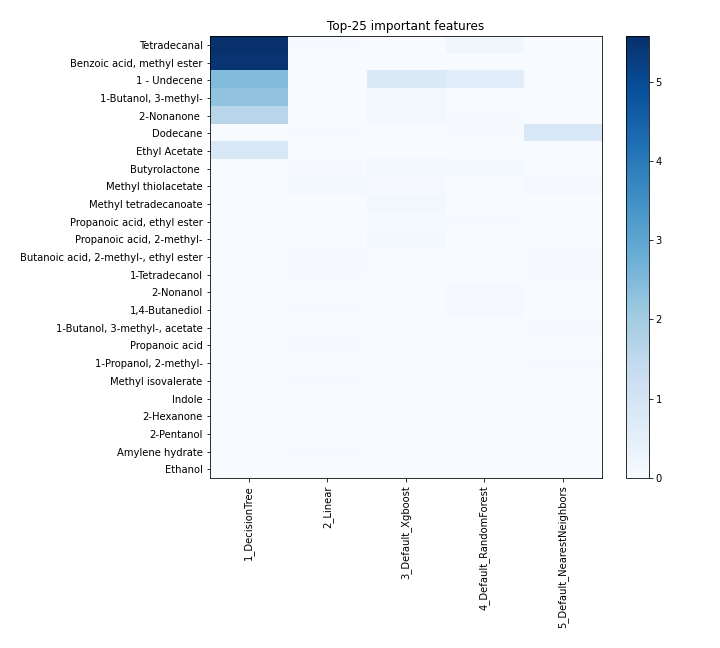 Top-25 important features
Tetradecanal
Benzoic acid, methyl ester
1 - Undecene
1-Butanol, 3-methyl-
2-Nonanone
Dodecane
Ethyl Acetate
Butyrolactone
Methyl thiolacetate
Methyl tetradecanoate
Propanoic acid, ethyl ester
Propanoic acid, 2-methyl-
Butanoic acid, 2-methyl-, ethyl ester
1-Tetradecanol
2-Nonanol
1,4-Butanediol
1-Butanol, 3-methyl-, acetate
Propanoic acid
1-Propanol, 2-methyl-
Methyl isovalerate
Indole
2-Hexanone
2-Pentanol
Amylene hydrate
Ethanol
1_DecisionTree
2_Linear
3_Default_Xgboost
4_Default_RandomForest
5_Default_NearestNeighbors
5
4
3
2
1
0